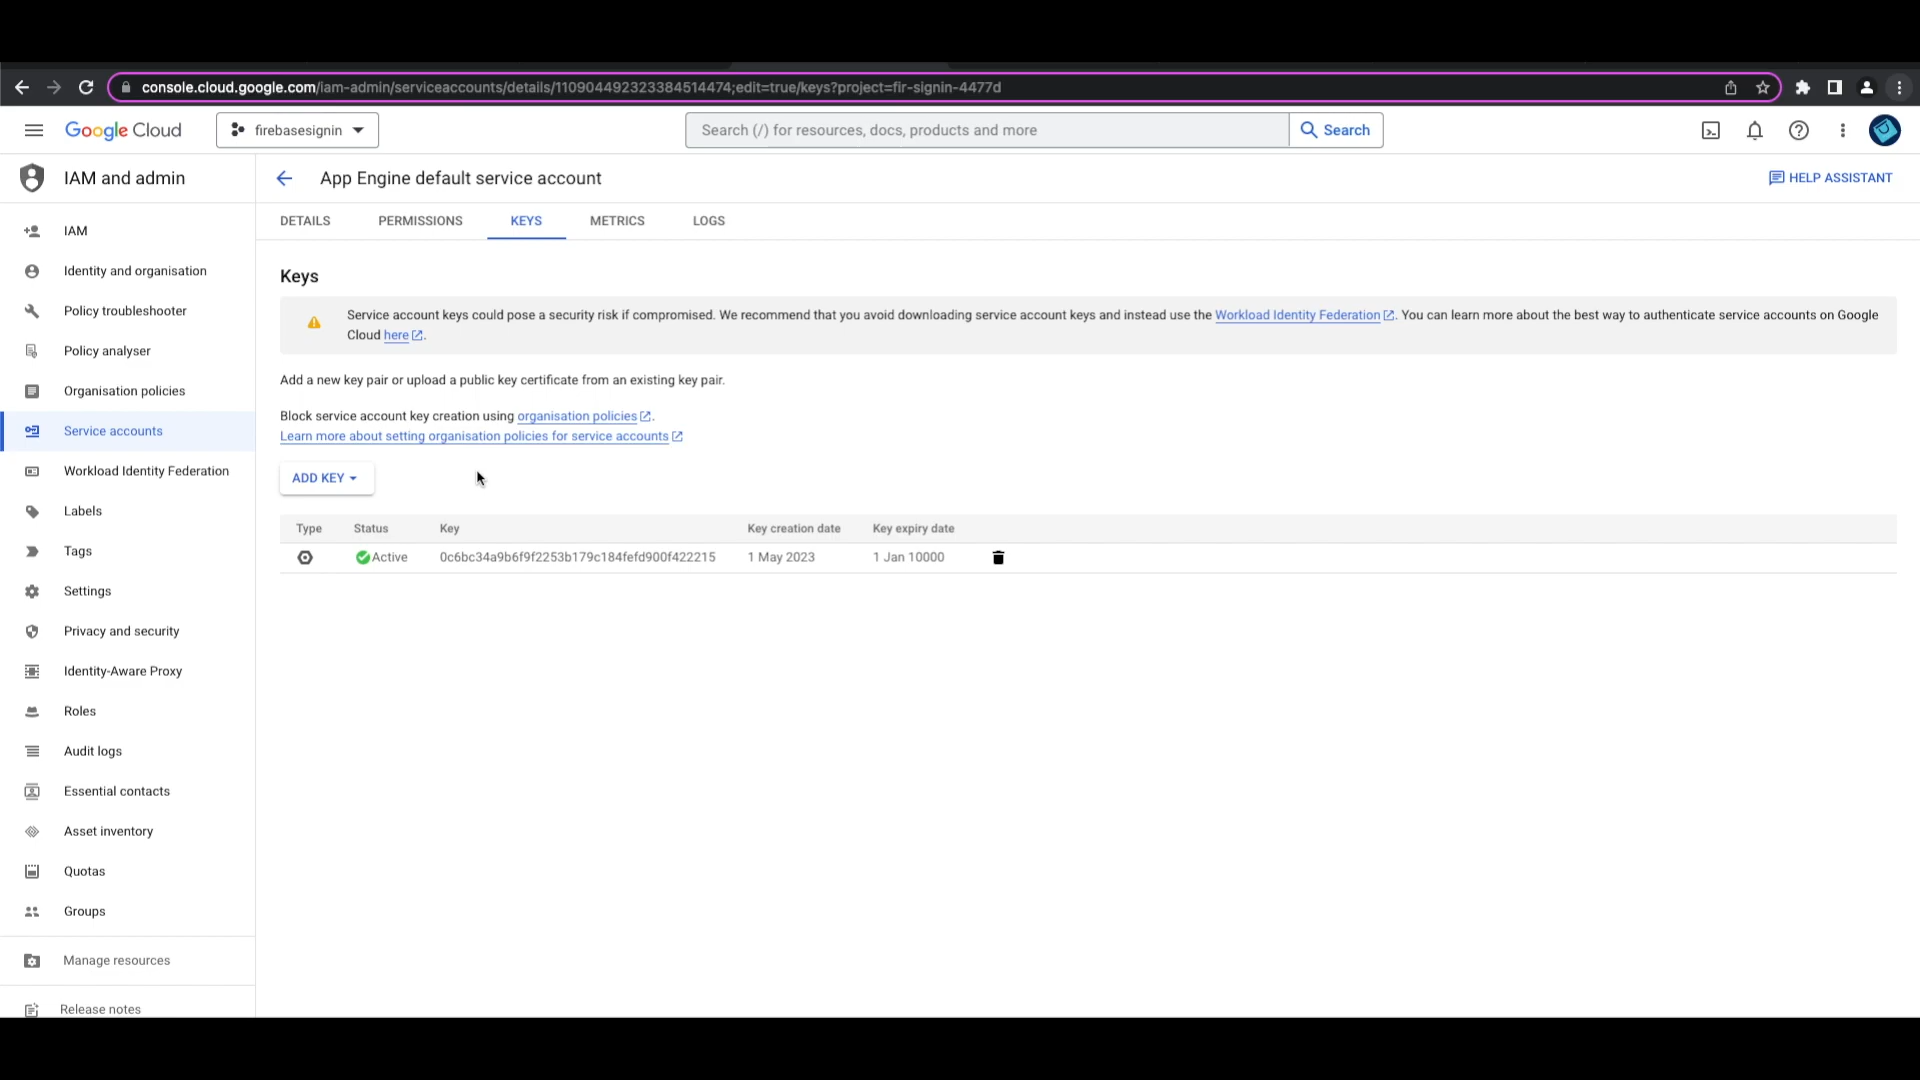 console.cloud.google.com/iam-admin/serviceaccounts/details/110904492323384514474;edit=true/keys?project=fir-signin-4477d
Google Cloud
firebasesignin
Search (/) for resources, docs, products and more
Search
IAM and admin
App Engine default service account
HELP ASSISTANT
DETAILS
PERMISSIONS
KEYS
METRICS
LOGS
IAM
Identity and organisation
Policy troubleshooter
Policy analyser
Organisation policies
Service accounts
Workload Identity Federation
Labels
Tags
Settings
Privacy and security
Identity-Aware Proxy
Roles
Audit logs
Essential contacts
Asset inventory
Quotas
Groups
Manage resources
Release notes
Keys
Service account keys could pose a security risk if compromised. We recommend that you avoid downloading service account keys and instead use the Workload Identity Federation. You can learn more about the best way to authenticate service accounts on Google
Cloud here.
Add a new key pair or upload a public key certificate from an existing key pair.
Block service account key creation using organisation policies.
Learn more about setting organisation policies for service accounts
ADD KEY
Type Status Key Key creation date Key expiry date
Active 0c6bc34a9b6f9f2253b179c184fefd900f422215 1 May 2023 1 Jan 10000